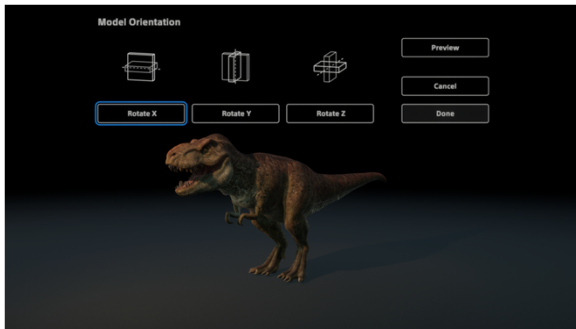 Model Orientation
Preview
Cancel
Rotate X
Rotate Y
Rotate Z
Done